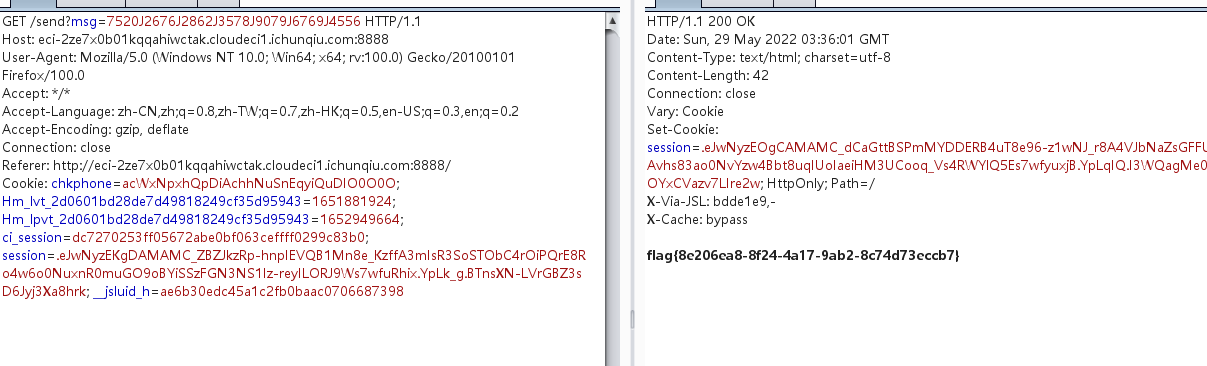 GET /send?msg=7520J2676J2862J3578J9079J6769J4556 HTTP/1.1
Host: eci-2ze7x0b01kqqahiwctak.cloudeci1.ichunqiu.com:8888
User-Agent: Mozilla/5.0 (Windows NT 10.0; Win64; x64; rv:100.0) Gecko/20100101
Firefox/100.0
Accept: */*
Accept-Language: zh-CN,zh;q=0.8,zh-TW;q=0.7,zh-HK;q=0.5,en-US;q=0.3,en;q=0.2
Accept-Encoding: gzip, deflate
Connection: close
Referer: http://eci-2ze7x0b01kqqahiwctak.cloudeci1.ichunqiu.com:8888/
Cookie: chkphone=acWxNpxhQpDiAchhNuSnEqyiQuDIO0O0O;
Hm_lvt_2d0601bd28de7d49818249cf35d95943=1651881924;
Hm_lpvt_2d0601bd28de7d49818249cf35d95943=1652949664;
ci_session=dc7270253ff05672abe0bf063ceffff0299c83b0;
session=.eJwNyzEKgDAMAMC_ZBZJkzRp-hnplEVQB1Mn8e_KzffA3mIsR3SoSTObC4rOiPQrE8R
o4w6o0NuxnR0muGO9oBYiSSzFGN3NS1Iz-reylLORJ9Ws7wfuRhix.YpLk_g.BTnsXN-LVrGBZ3s
D6Jyj3Xa8hrk; __jsluid_h=ae6b30edc45a1c2fb0baac0706687398
HTTP/1.1 200 OK
Date: Sun, 29 May 2022 03:36:01 GMT
Content-Type: text/html; charset=utf-8
Content-Length: 42
Connection: close
Vary: Cookie
Set-Cookie:
session=.eJwNyzEOgCAMAMC_dCaGttBSPmMYDDERB4uT8e96-z1wNJ_r8A4VJbNaZsGFFU
Avhs83ao0NvYzw4Bbt8uqIUoIaeiHM3UCooq_Vs4RWYlQ5Es7wfyuxjB.YpLqIQ.I3WQagMe0
OYxCVazv7LIre2w; HttpOnly; Path=/
X-Via-JSL: bdde1e9,-
X-Cache: bypass
flag{8e206ea8-8f24-4a17-9ab2-8c74d73eccb7}